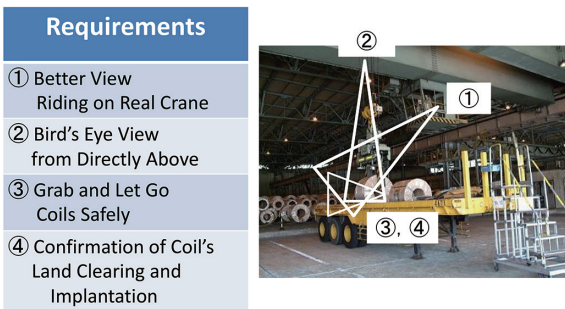 Requirements
① Better View
Riding on Real Crane
② Bird's Eye View
from Directly Above
③ Grab and Let Go
Coils Safely
④ Confirmation of Coil's
Land Clearing and
Implantation
②
①
③, ④